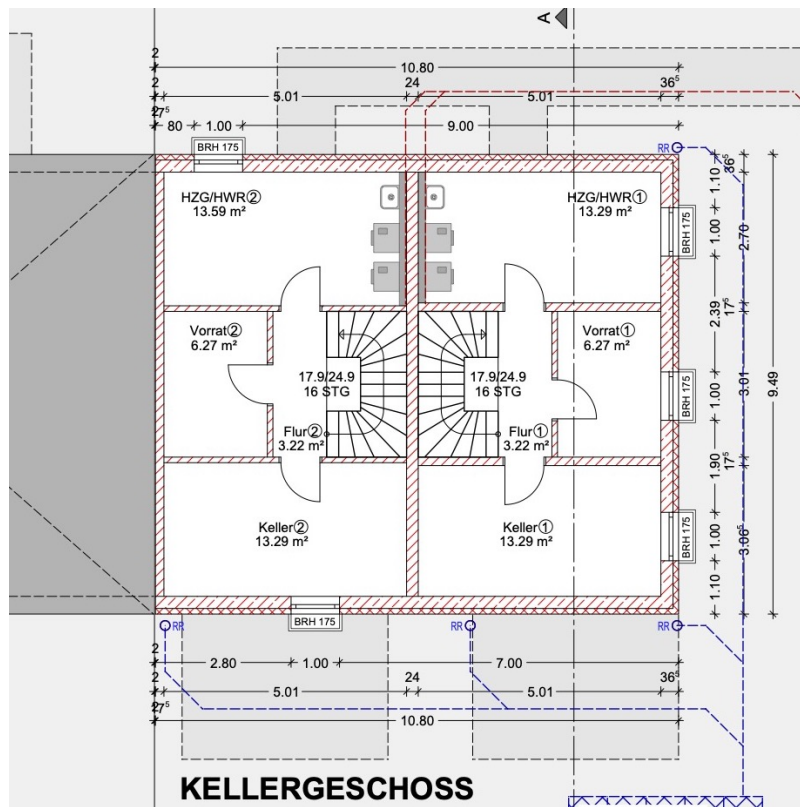 A
2
10.80
2
5.01
24
5.01
36⁵
2
17⁵
80
1.00
9.00
BRH 175
RR
36⁵
1.10
HZG/HWR②
13.59 m²
HZG/HWR①
13.29 m²
1.00
BRH 175
2.70
17⁵
2.39
Vorrat②
6.27 m²
Vorrat①
6.27 m²
17.9/24.9
16 STG
17.9/24.9
16 STG
1.00
BRH 175
3.01
9.49
Flur②
3.22 m²
Flur①
3.22 m²
1.90
17⁵
Keller②
13.29 m²
Keller①
13.29 m²
1.00
BRH 175
3.06⁵
1.10
BRH 175
RR
RR
RR
2
2.80
1.00
7.00
2
5.01
24
5.01
36⁵
2
17⁵
10.80
KELLERGESCHOSS